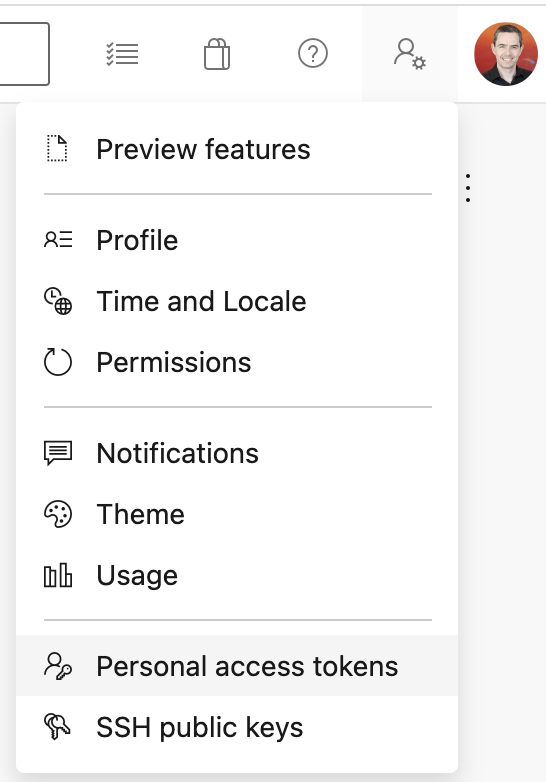 Preview features
Profile
Time and Locale
Permissions
Notifications
Theme
Usage
Personal access tokens
SSH public keys